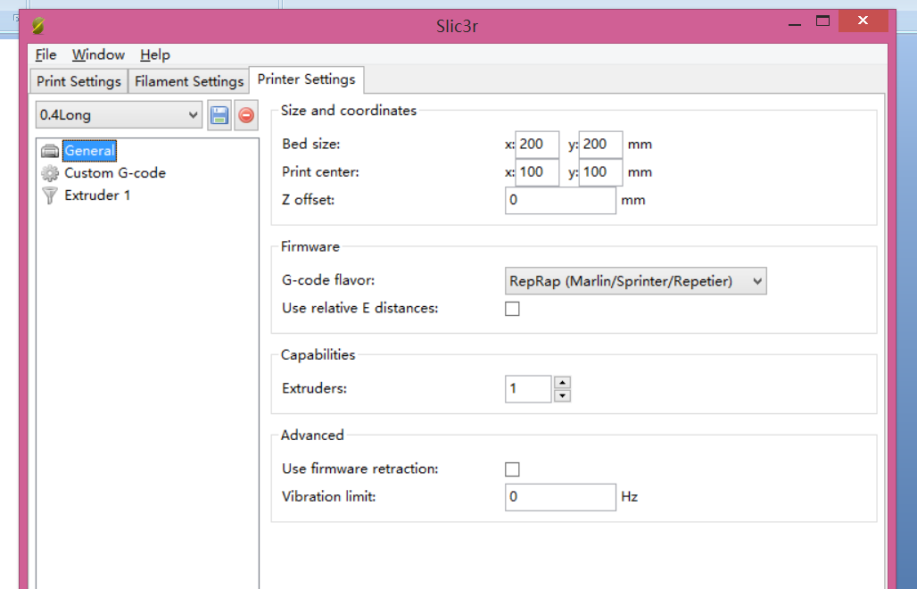 Slic3r
File Window Help
Print Settings Filament Settings Printer Settings
0.4Long
General
Custom G-code
Extruder 1
Size and coordinates
Bed size: x: 200 y: 200 mm
Print center: x: 100 y: 100 mm
Z offset: 0 mm
Firmware
G-code flavor: RepRap (Marlin/Sprinter/Repetier)
Use relative E distances:
Capabilities
Extruders: 1
Advanced
Use firmware retraction:
Vibration limit: 0 Hz